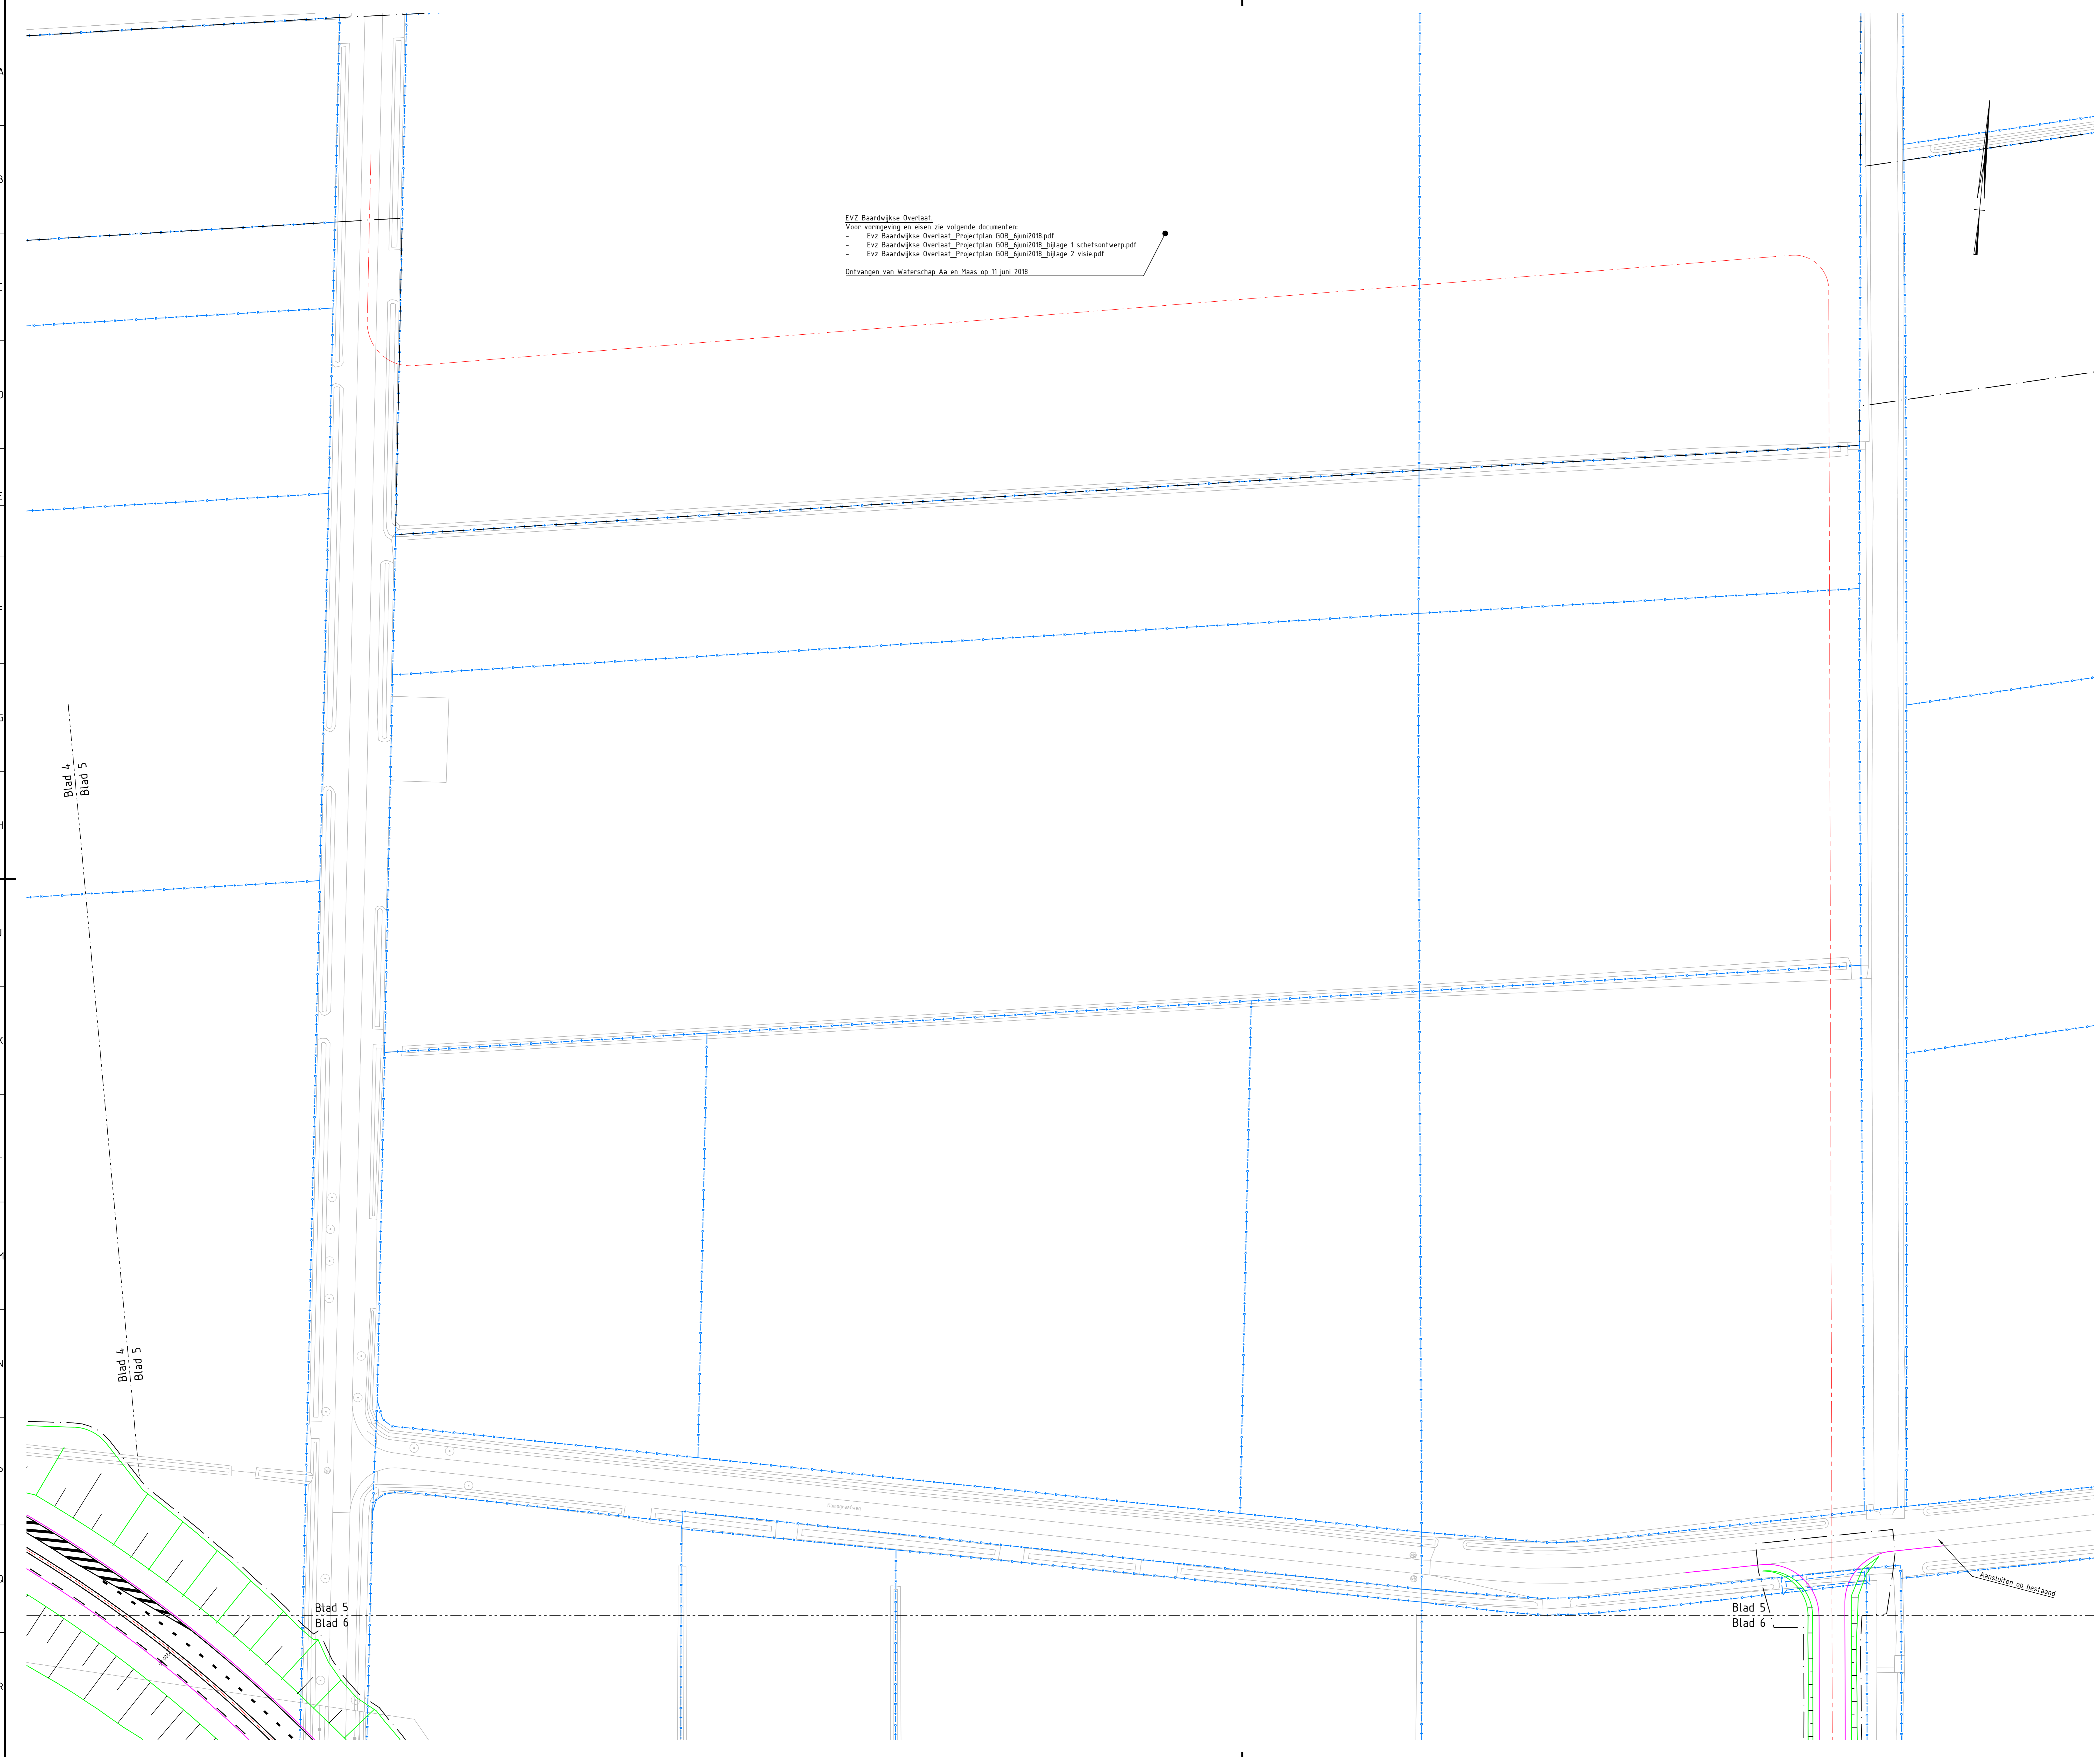 A
B
EVZ Baardwijkse Overlaat.
Voor vormgeving en eisen zie volgende documenten:
- Evz Baardwijkse Overlaat_Projectplan GOB_6juni2018.pdf
- Evz Baardwijkse Overlaat_Projectplan GOB_6juni2018_bijlage 1 schetsontwerp.pdf
- Evz Baardwijkse Overlaat_Projectplan GOB_6juni2018_bijlage 2 visie.pdf
Ontvangen van Waterschap Aa en Maas op 11 juni 2018
D
E
F
G
Blad 4
Blad 5
H
I
K
M
N
Blad 4
Blad 5
P
Kampgraafweg
Q
Aansluiten op bestaand
Blad 5
Blad 6
Blad 5
Blad 6
R